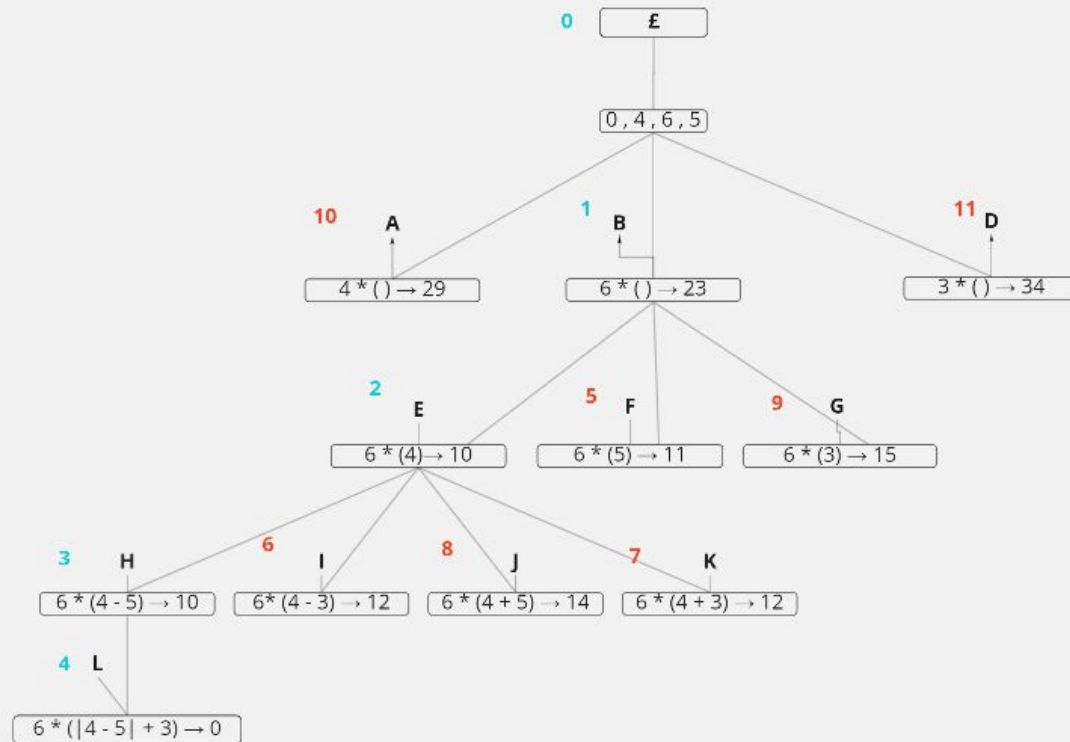 0 £
0 , 4 , 6 , 5
10 A 1 B 11 D
4 * ( ) → 29 6 * ( ) → 23 3 * ( ) → 34
2 E 5 F 9 G
6 * (4)→ 10 6 * (5) → 11 6 * (3) → 15
3 H 6 I 8 J 7 K
6 * (4 - 5) → 10 6* (4 - 3) → 12 6 * (4 + 5) → 14 6 * (4 + 3) → 12
4 L
6 * (|4 - 5| + 3) → 0